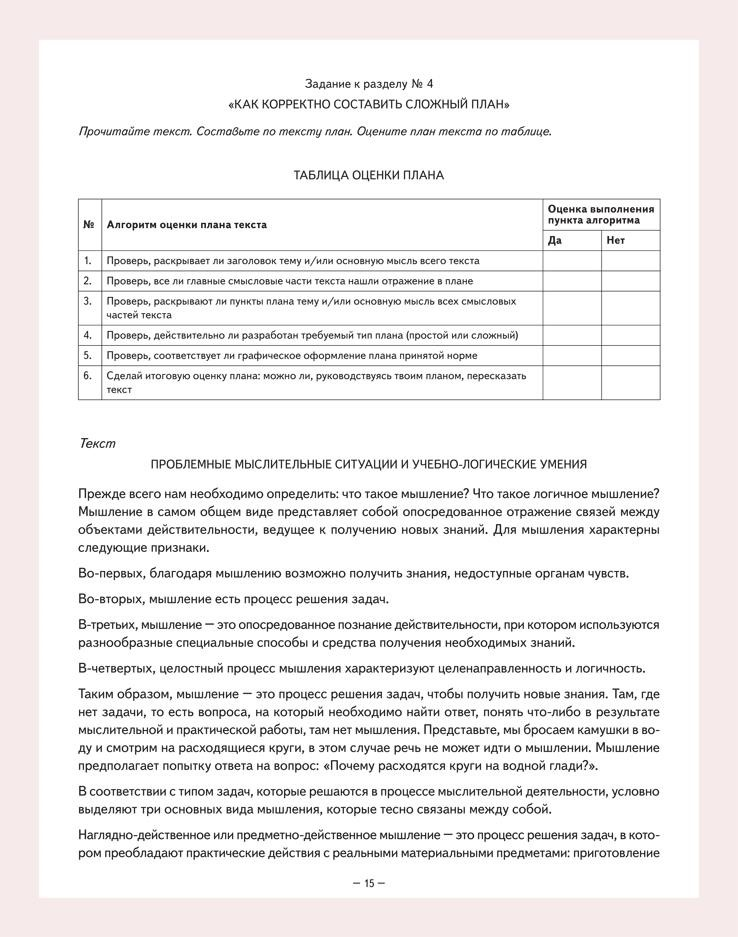 Задание к разделу № 4
«КАК КОРРЕКТНО СОСТАВИТЬ СЛОЖНЫЙ ПЛАН»
Прочитайте текст. Составьте по тексту план. Оцените план текста по таблице.
ТАБЛИЦА ОЦЕНКИ ПЛАНА
№ Алгоритм оценки плана текста
Оценка выполнения
пункта алгоритма
Да Нет
1. Проверь, раскрывает ли заголовок тему и/или основную мысль всего текста
2. Проверь, все ли главные смысловые части текста нашли отражение в плане
3. Проверь, раскрывают ли пункты плана тему и/или основную мысль всех смысловых
частей текста
4. Проверь, действительно ли разработан требуемый тип плана (простой или сложный)
5. Проверь, соответствует ли графическое оформление плана принятой норме
6. Сделай итоговую оценку плана: можно ли, руководствуясь твоим планом, пересказать
текст
Текст
ПРОБЛЕМНЫЕ МЫСЛИТЕЛЬНЫЕ СИТУАЦИИ И УЧЕБНО-ЛОГИЧЕСКИЕ УМЕНИЯ
Прежде всего нам необходимо определить: что такое мышление? Что такое логичное мышление?
Мышление в самом общем виде представляет собой опосредованное отражение связей между
объектами действительности, ведущее к получению новых знаний. Для мышления характерны
следующие признаки.
Во-первых, благодаря мышлению возможно получить знания, недоступные органам чувств.
Во-вторых, мышление есть процесс решения задач.
В-третьих, мышление — это опосредованное познание действительности, при котором используются
разнообразные специальные способы и средства получения необходимых знаний.
В-четвертых, целостный процесс мышления характеризуют целенаправленность и логичность.
Таким образом, мышление — это процесс решения задач, чтобы получить новые знания. Там, где
нет задачи, то есть вопроса, на который необходимо найти ответ, понять что-либо в результате
мыслительной и практической работы, там нет мышления. Представьте, мы бросаем камушки в во-
ду и смотрим на расходящиеся круги, в этом случае речь не может идти о мышлении. Мышление
предполагает попытку ответа на вопрос: «Почему расходятся круги на водной глади?».
В соответствии с типом задач, которые решаются в процессе мыслительной деятельности, условно
выделяют три основных вида мышления, которые тесно связаны между собой.
Наглядно-действенное или предметно-действенное мышление — это процесс решения задач, в кото-
ром преобладают практические действия с реальными материальными предметами: приготовление
— 15 —